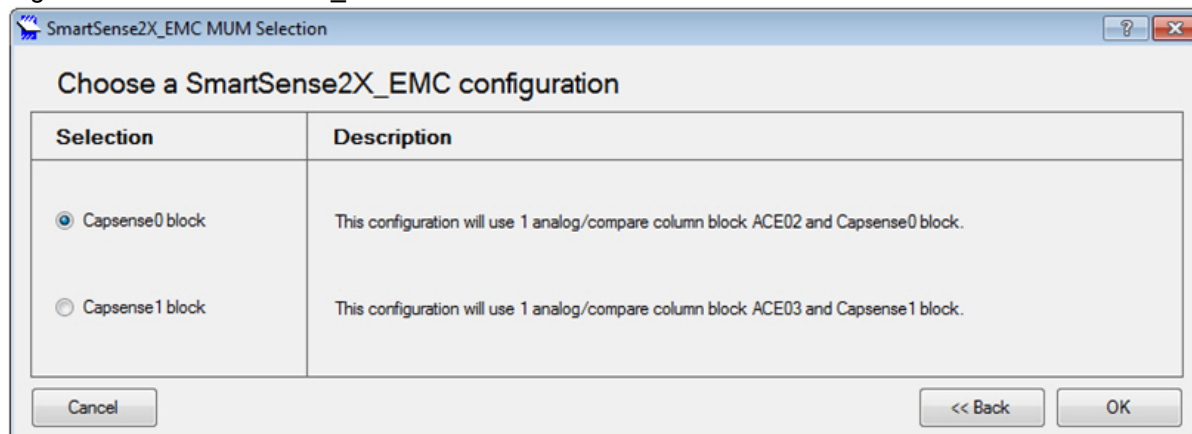 SmartSense2X_EMC MUM Selection
Choose a SmartSense2X_EMC configuration
Selection Description
Capsense0 block This configuration will use 1 analog/compare column block ACE02 and Capsense0 block.
Capsense1 block This configuration will use 1 analog/compare column block ACE03 and Capsense1 block.
Cancel << Back OK